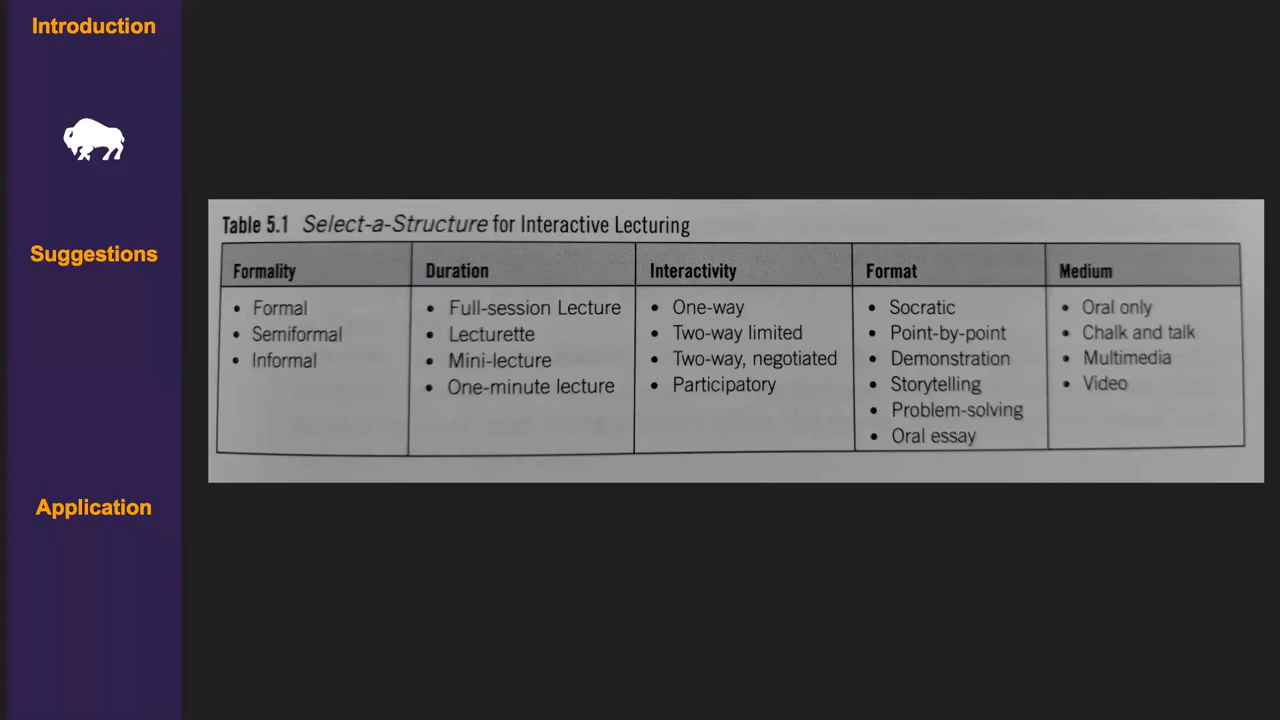 Introduction
Suggestions
Application
Table 5.1 Select-a-Structure for Interactive Lecturing
Formality
• Formal
• Semiformal
• Informal
Duration
• Full-session Lecture
• Lecturette
• Mini-lecture
• One-minute lecture
Interactivity
• One-way
• Two-way limited
• Two-way, negotiated
• Participatory
Format
• Socratic
• Point-by-point
• Demonstration
• Storytelling
• Problem-solving
• Oral essay
Medium
• Oral only
• Chalk and talk
• Multimedia
• Video